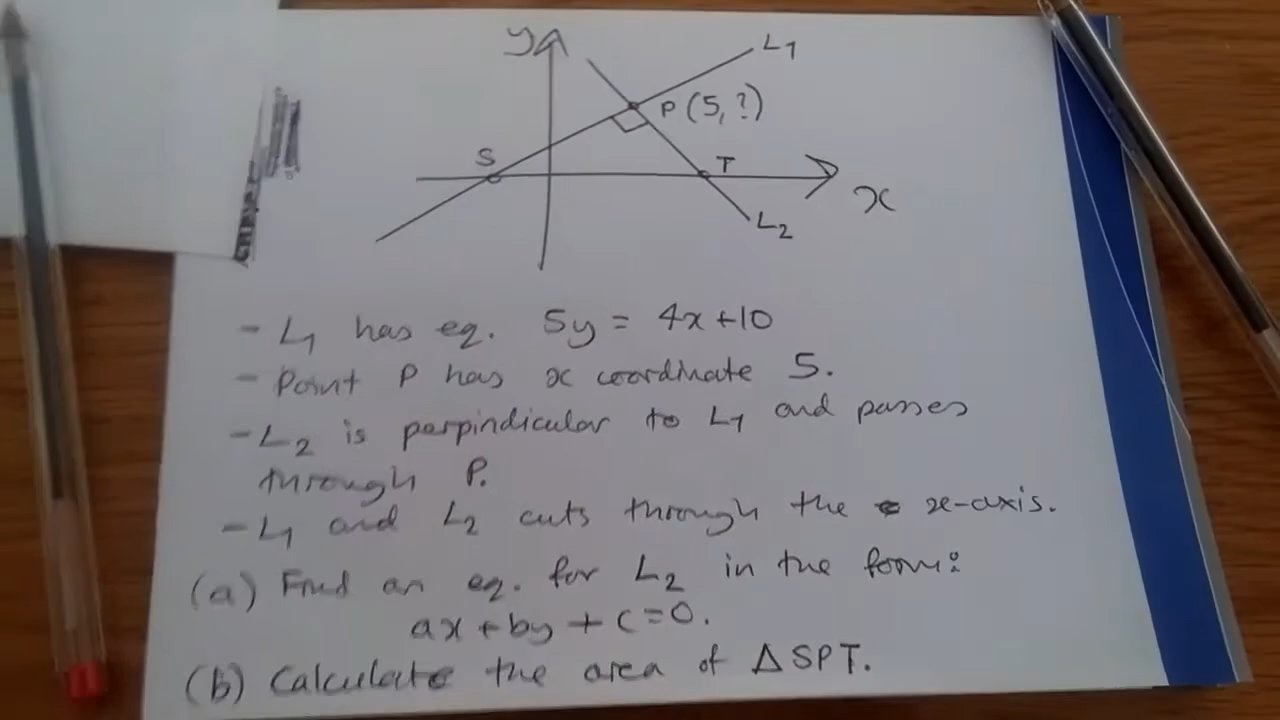 y
L1
P (5, ?)
S
T
x
L2
- L1 has eq. 5y = 4x+10
- Point P has x coordinate 5.
- L2 is perpindicular to L1 and passes
through P.
- L1 and L2 cuts through the x-axis.
(a) Find an eq. for L2 in the form:
ax + by + c = 0.
(b) Calculate the area of Δ SPT.